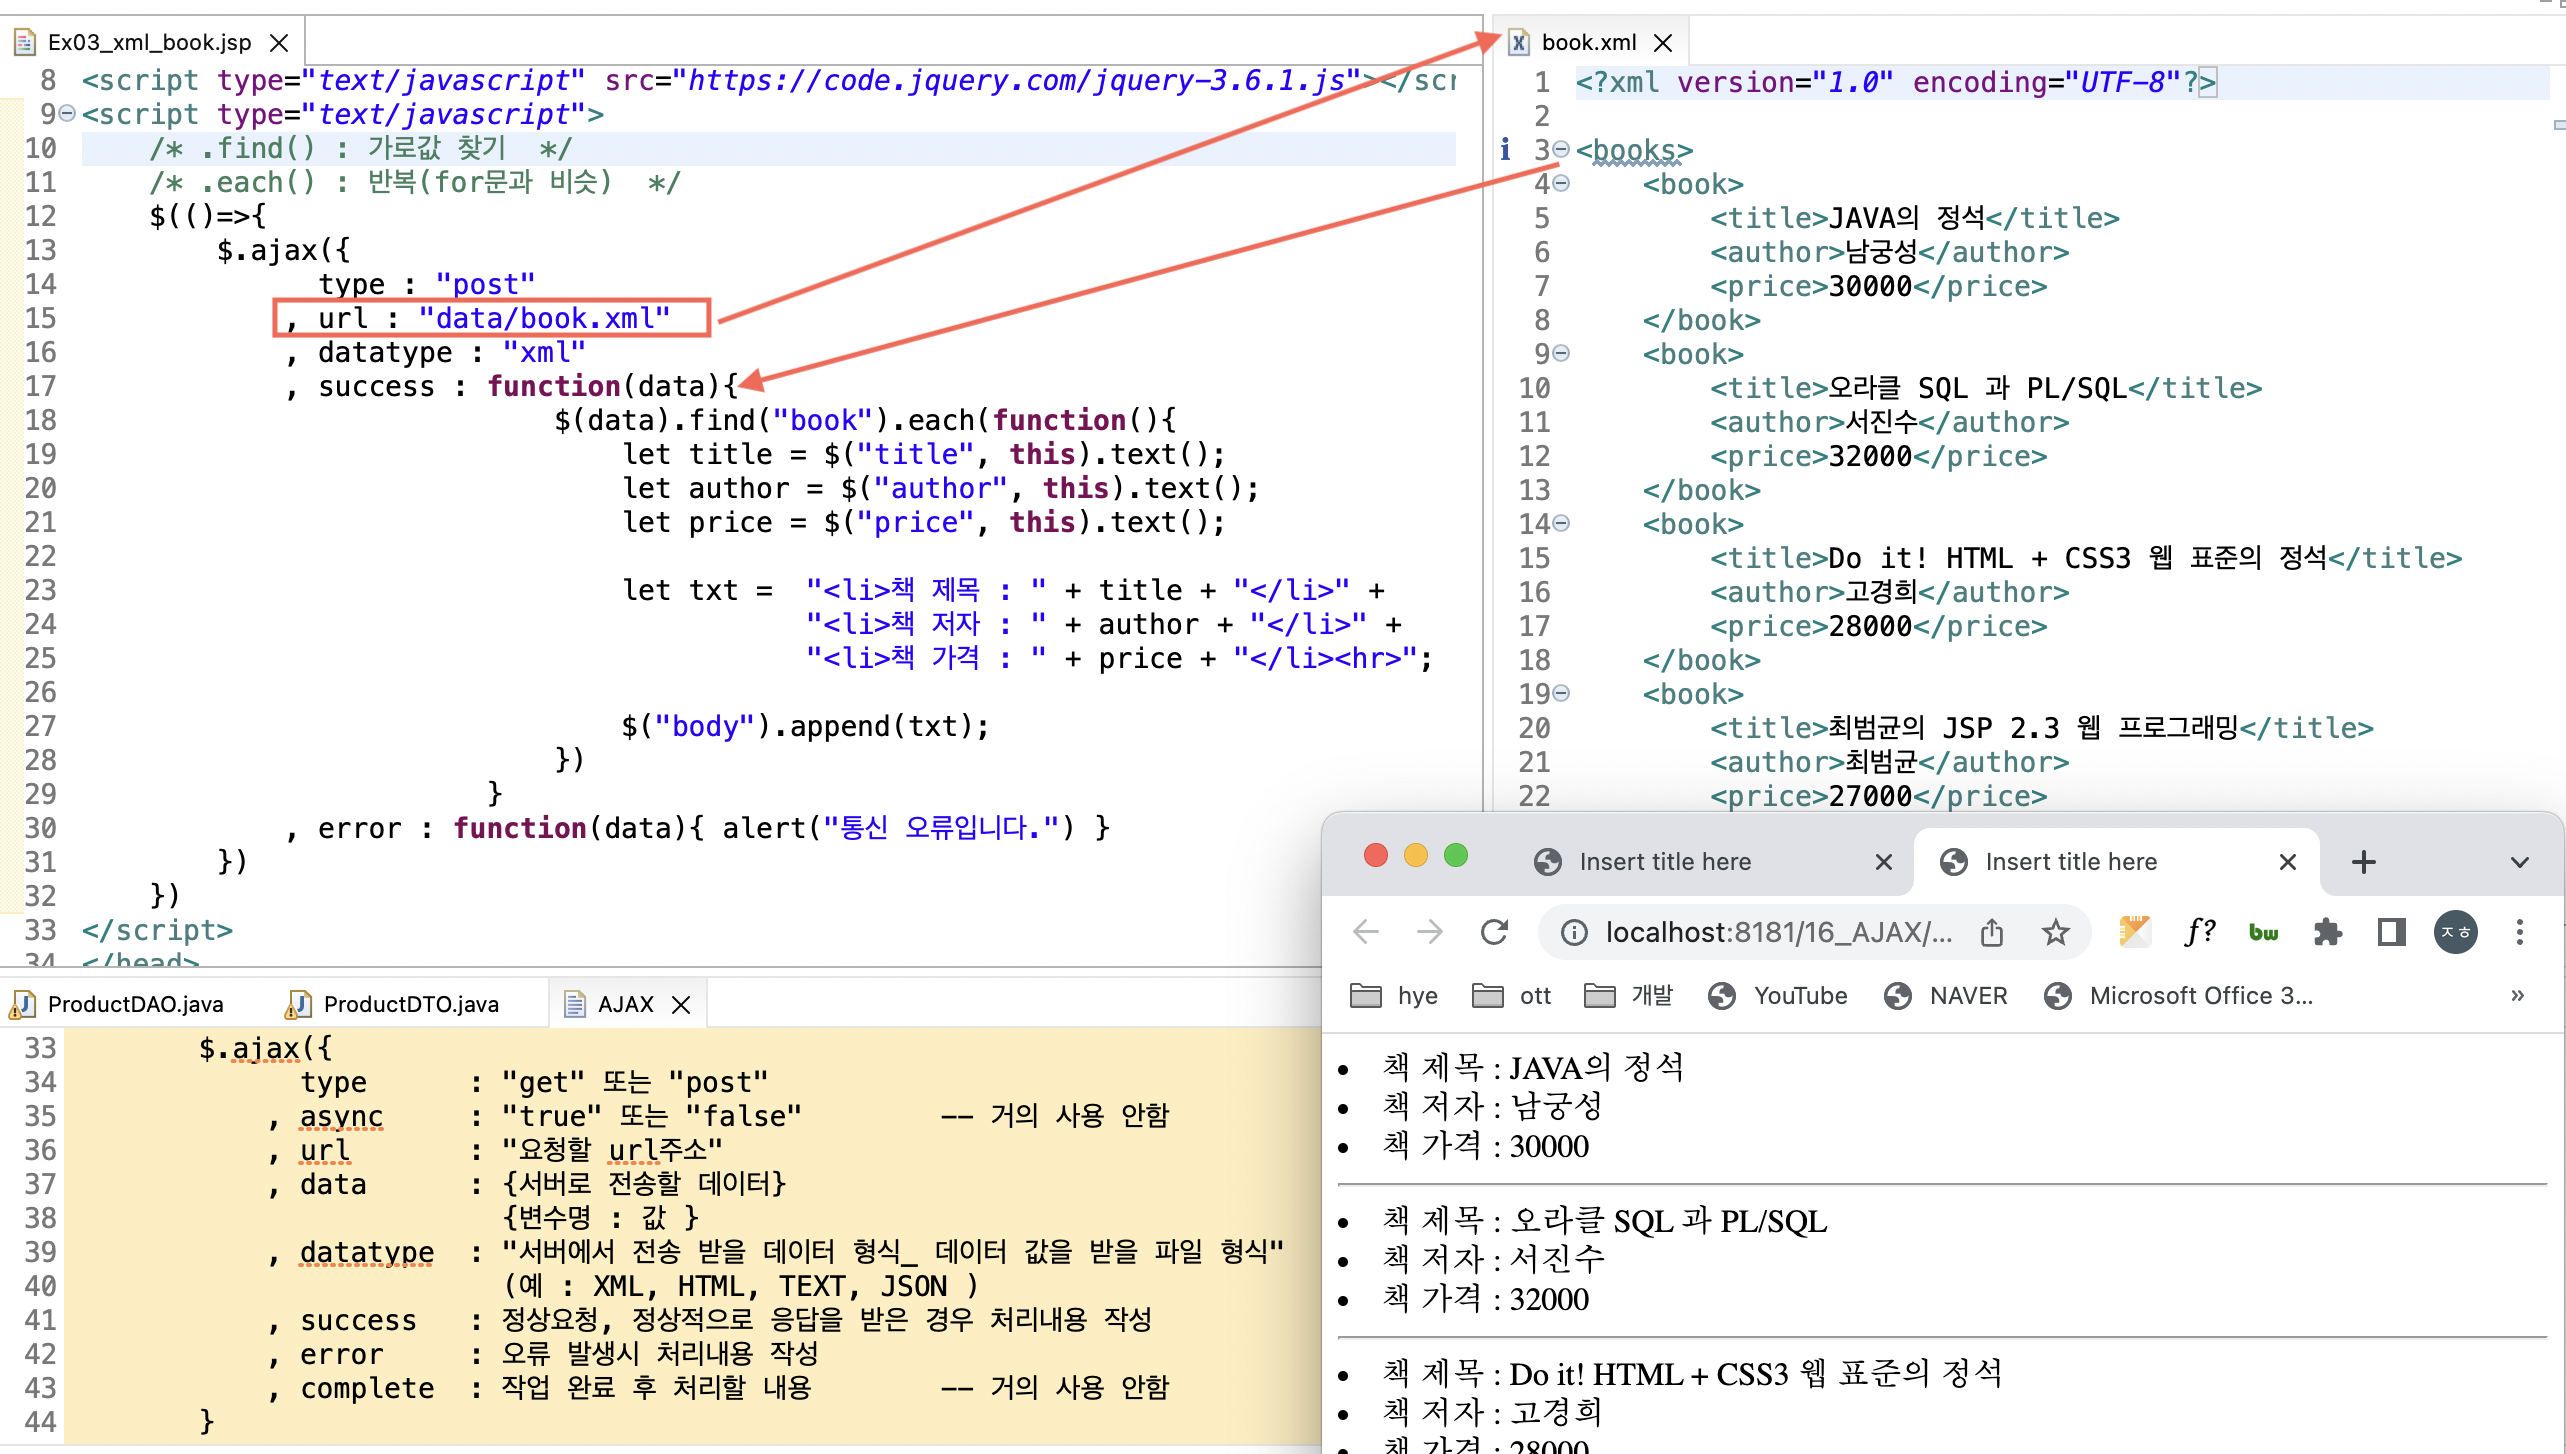 Ex03_xml_book.jsp
8 <script type="text/javascript" src="https://code.jquery.com/jquery-3.6.1.js"></scr
9 <script type="text/javascript">
10 /* .find() : 가로값 찾기  */
11 /* .each() : 반복(for문과 비슷)  */
12 $(()=>{
13 $.ajax({
14 type : "post"
15 , url : "data/book.xml"
16 , datatype : "xml"
17 , success : function(data){
18 $(data).find("book").each(function(){
19 let title = $("title", this).text();
20 let author = $("author", this).text();
21 let price = $("price", this).text();
22
23 let txt =  "<li>책 제목 : " + title + "</li>" +
24 "<li>책 저자 : " + author + "</li>" +
25 "<li>책 가격 : " + price + "</li><hr>";
26
27 $("body").append(txt);
28 })
29 }
30 , error : function(data){ alert("통신 오류입니다.") }
31 })
32 })
33 </script>
34 </head>
book.xml
1 <?xml version="1.0" encoding="UTF-8"?>
2
3 <books>
4 <book>
5 <title>JAVA의 정석</title>
6 <author>남궁성</author>
7 <price>30000</price>
8 </book>
9 <book>
10 <title>오라클 SQL 과 PL/SQL</title>
11 <author>서진수</author>
12 <price>32000</price>
13 </book>
14 <book>
15 <title>Do it! HTML + CSS3 웹 표준의 정석</title>
16 <author>고경희</author>
17 <price>28000</price>
18 </book>
19 <book>
20 <title>최범균의 JSP 2.3 웹 프로그래밍</title>
21 <author>최범균</author>
22 <price>27000</price>
ProductDAO.java ProductDTO.java AJAX
33 $.ajax({
34 type : "get" 또는 "post"
35 , async : "true" 또는 "false" -- 거의 사용 안함
36 , url : "요청할 url주소"
37 , data : {서버로 전송할 데이터}
38 {변수명 : 값 }
39 , datatype : "서버에서 전송 받을 데이터 형식_ 데이터 값을 받을 파일 형식"
40 (예 : XML, HTML, TEXT, JSON )
41 , success : 정상요청, 정상적으로 응답을 받은 경우 처리내용 작성
42 , error : 오류 발생시 처리내용 작성
43 , complete : 작업 완료 후 처리할 내용 -- 거의 사용 안함
44 }
Insert title here Insert title here
localhost:8181/16_AJAX/... f? bw ㅈㅎ
hye ott 개발 YouTube NAVER Microsoft Office 3... »
• 책 제목 : JAVA의 정석
• 책 저자 : 남궁성
• 책 가격 : 30000
• 책 제목 : 오라클 SQL 과 PL/SQL
• 책 저자 : 서진수
• 책 가격 : 32000
• 책 제목 : Do it! HTML + CSS3 웹 표준의 정석
• 책 저자 : 고경희
• 책 가격 : 28000